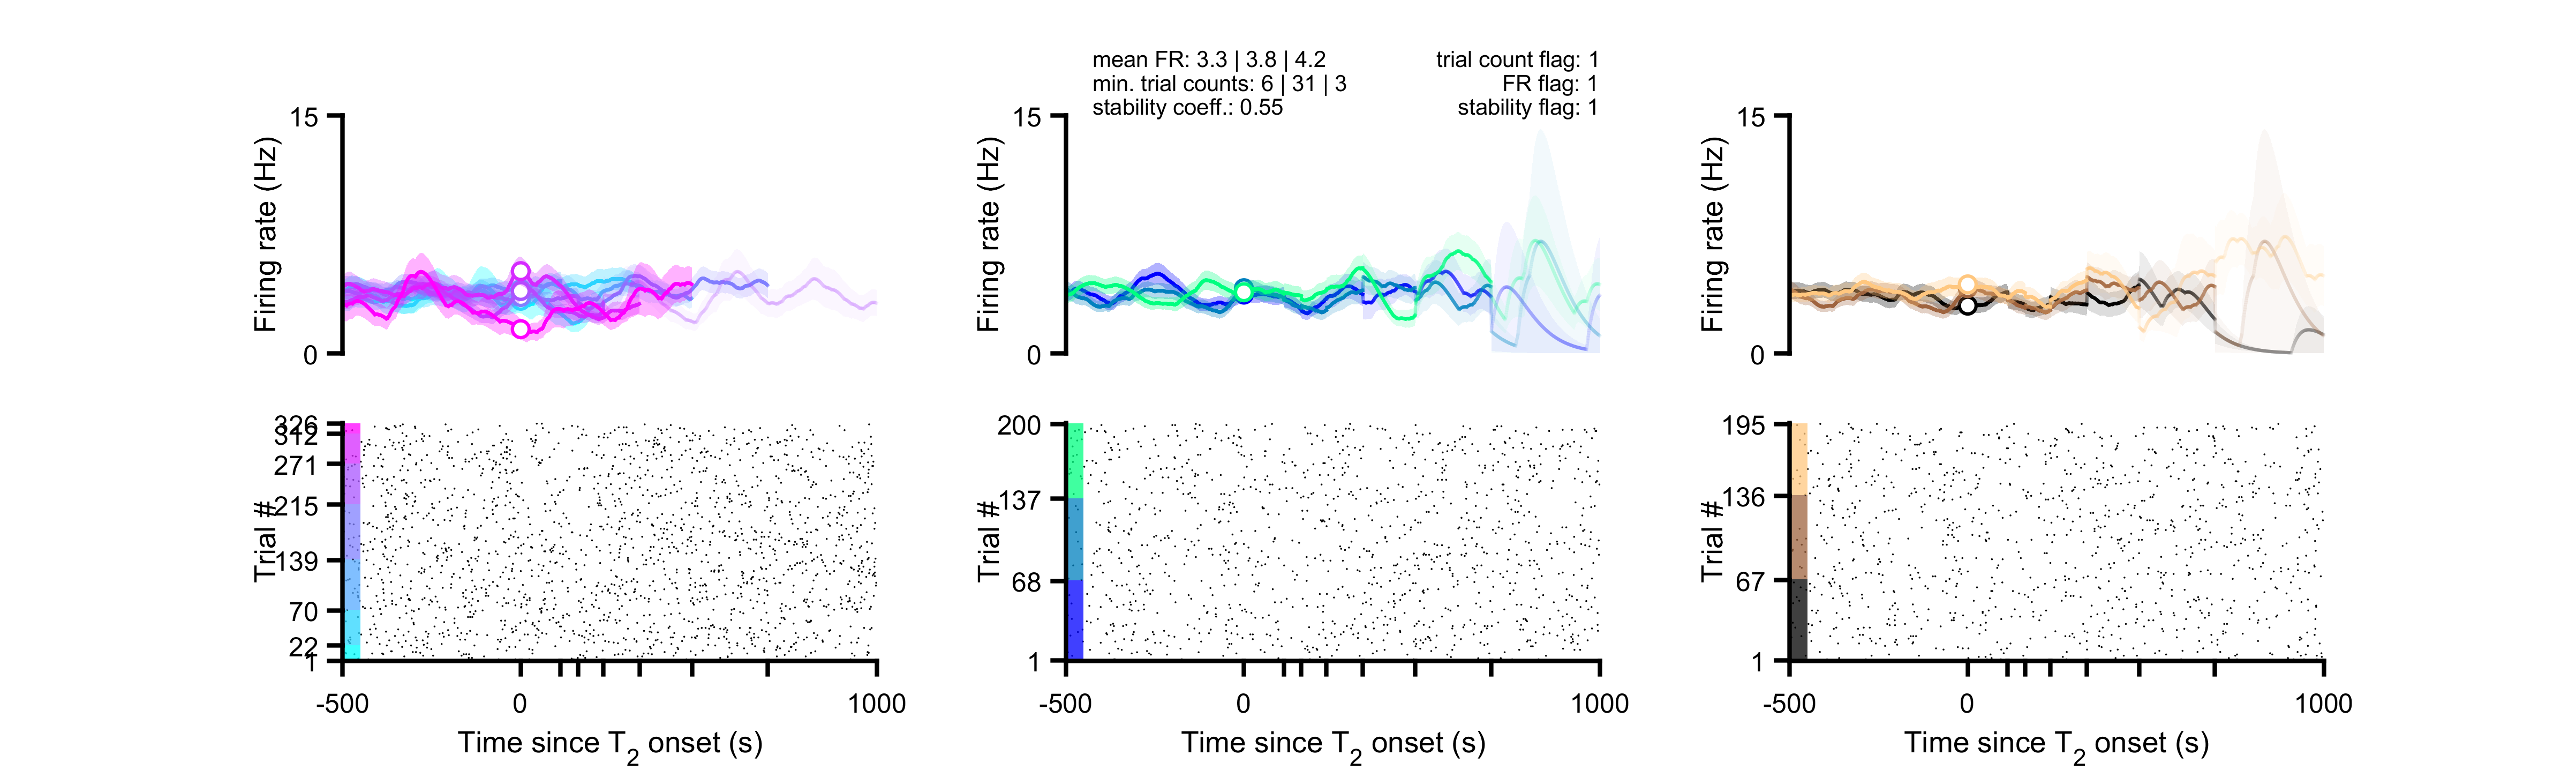 mean FR: 3.3 | 3.8 | 4.2
min. trial counts: 6 | 31 | 3
stability coeff.: 0.55
trial count flag: 1
FR flag: 1
stability flag: 1
15
Firing rate (Hz)
0
15
Firing rate (Hz)
0
15
Firing rate (Hz)
0
326
312
271
215
139
70
22
1
Trial #
-500
0
1000
Time since T2 onset (s)
200
137
68
1
Trial #
-500
0
1000
Time since T2 onset (s)
195
136
67
1
Trial #
-500
0
1000
Time since T2 onset (s)